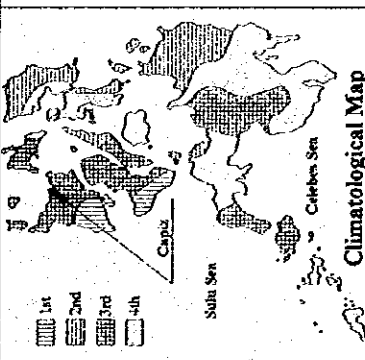 1st
2nd
3rd
4th
Capiz
Sulu Sea
Celebes Sea
Climatological Map